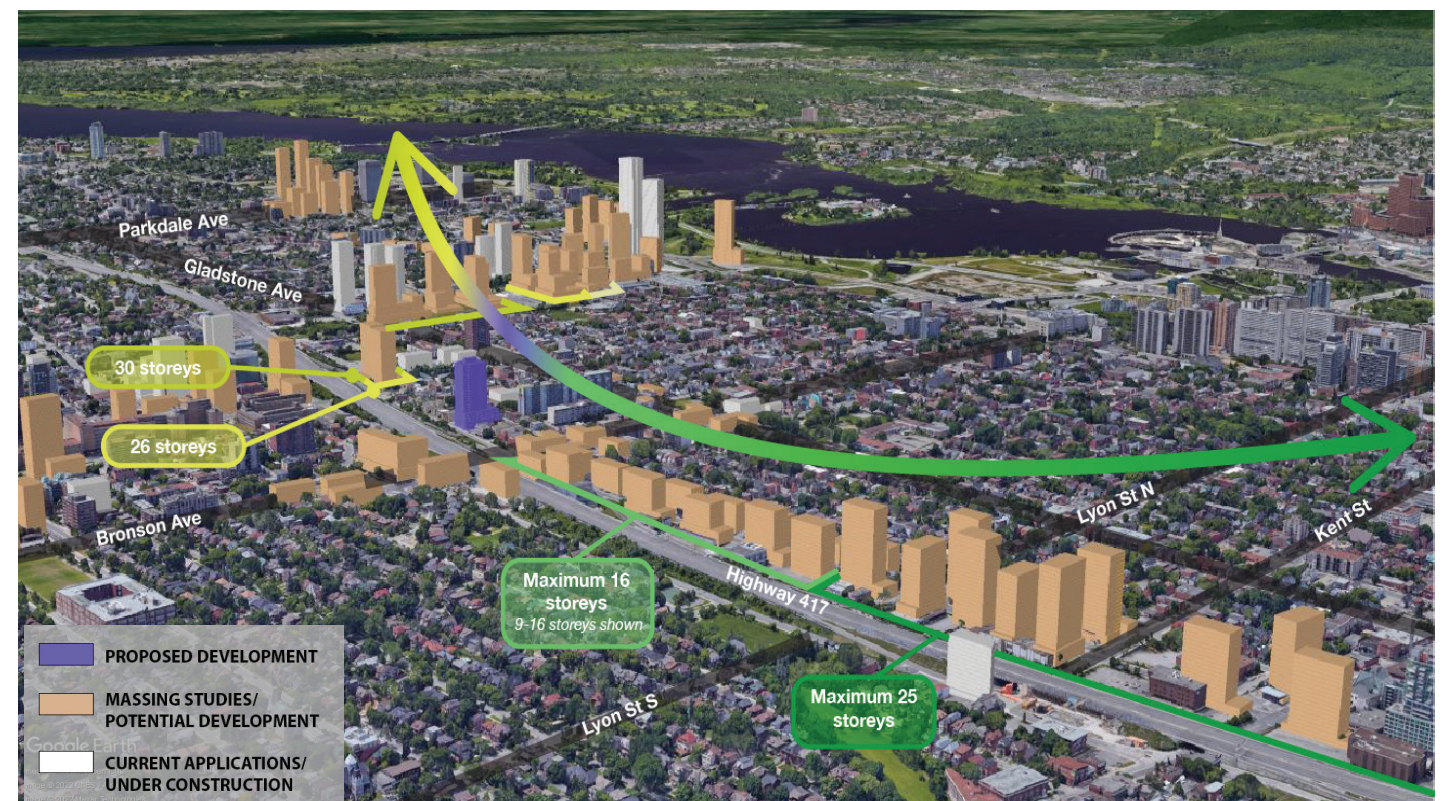 Parkdale Ave
Gladstone Ave
30 storeys
26 storeys
Bronson Ave
Lyon St N
Kent St
Maximum 16
storeys
9-16 storeys shown
Highway 417
Lyon St S
Maximum 25
storeys
PROPOSED DEVELOPMENT
MASSING STUDIES/
POTENTIAL DEVELOPMENT
Google Earth
CURRENT APPLICATIONS/
UNDER CONSTRUCTION